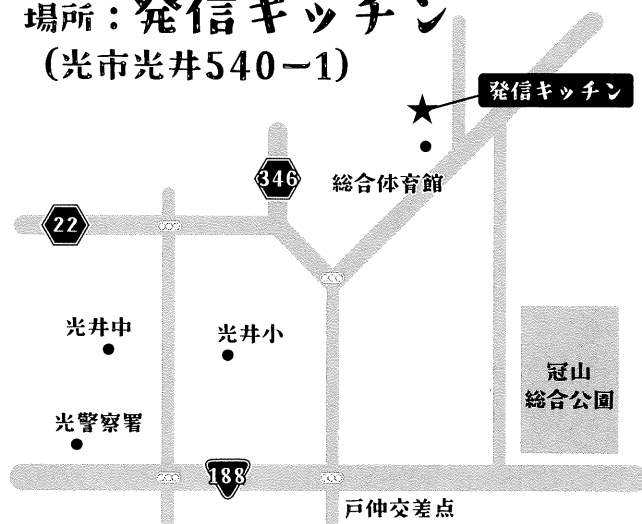 場所：発信キッチン
（光市光井540－1）
発信キッチン
総合体育館
346
22
光井中
光井小
冠山
総合公園
光警察署
188
戸仲交差点